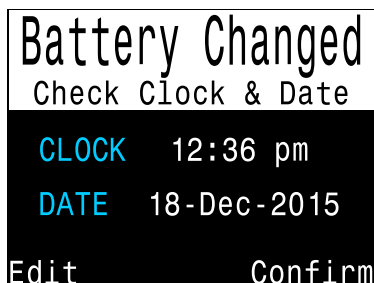 Battery Changed
Check Clock & Date
CLOCK 12:36 pm
DATE 18-Dec-2015
Edit Confirm